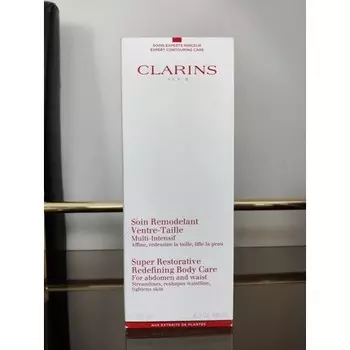 SOIN EXPERTS MINCEUR
EXPERT CONTOURING CARE
CLARINS
PARIS
Soin Remodelant
Ventre-Taille
Multi-Intensif
Affine, redessine la taille, lifte la peau
Super Restorative
Redefining Body Care
For abdomen and waist
Streamlines, reshapes waistline,
tightens skin
AUX EXTRAITS DE PLANTES